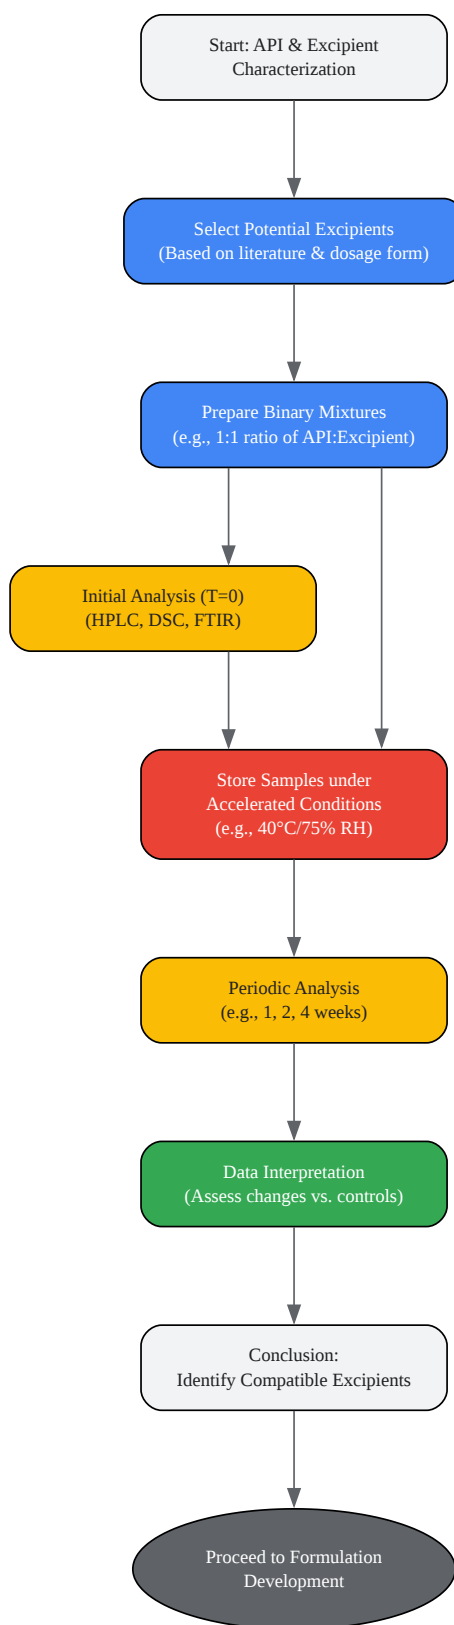 Start: API & Excipient
Characterization
Select Potential Excipients
(Based on literature & dosage form)
Prepare Binary Mixtures
(e.g., 1:1 ratio of API:Excipient)
Initial Analysis (T=0)
(HPLC, DSC, FTIR)
Store Samples under
Accelerated Conditions
(e.g., 40°C/75% RH)
Periodic Analysis
(e.g., 1, 2, 4 weeks)
Data Interpretation
(Assess changes vs. controls)
Conclusion:
Identify Compatible Excipients
Proceed to Formulation
Development